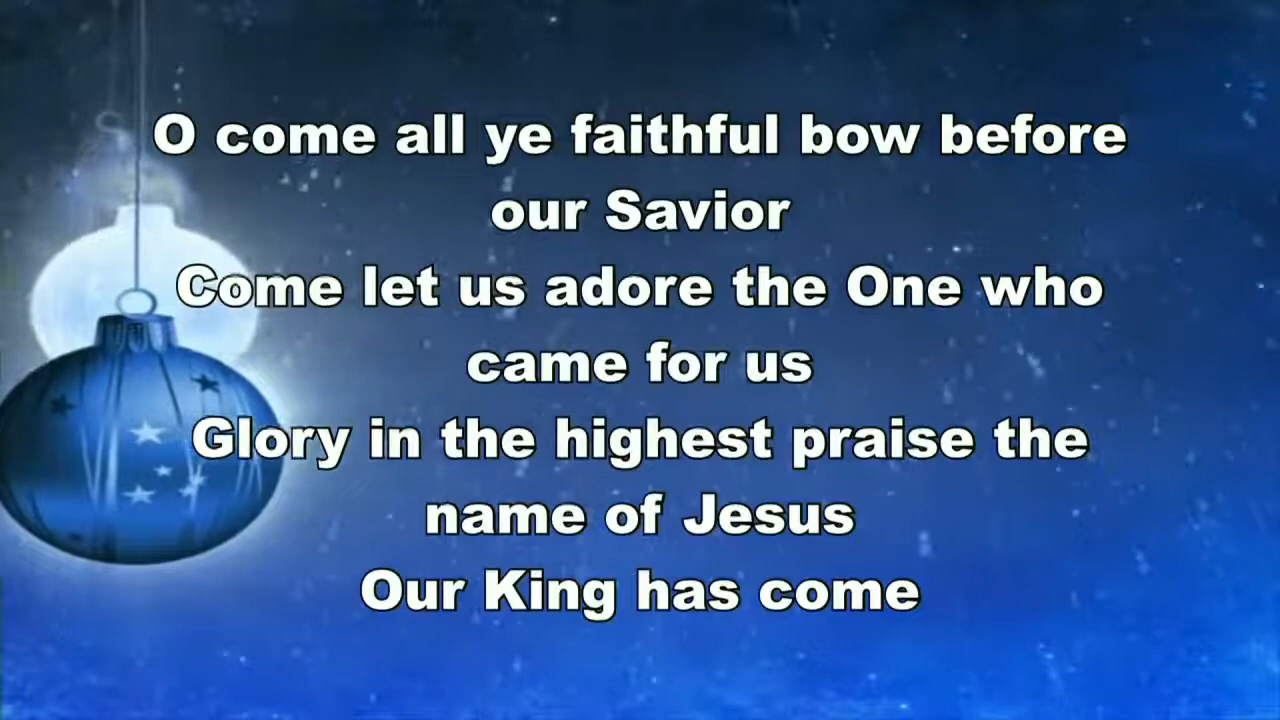 O come all ye faithful bow before
our Savior
Come let us adore the One who
came for us
Glory in the highest praise the
name of Jesus
Our King has come